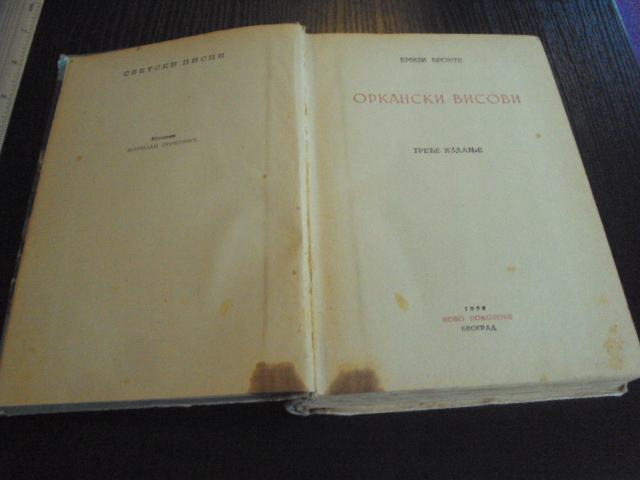 СВЕТСКИ ПИСЦИ
ЕМИЛИ БРОНТЕ
ОРКАНСКИ ВИСОВИ
ТРЕЋЕ ИЗДАЊЕ
НОВО ПОКОЛЕЊЕ
БЕОГРАД